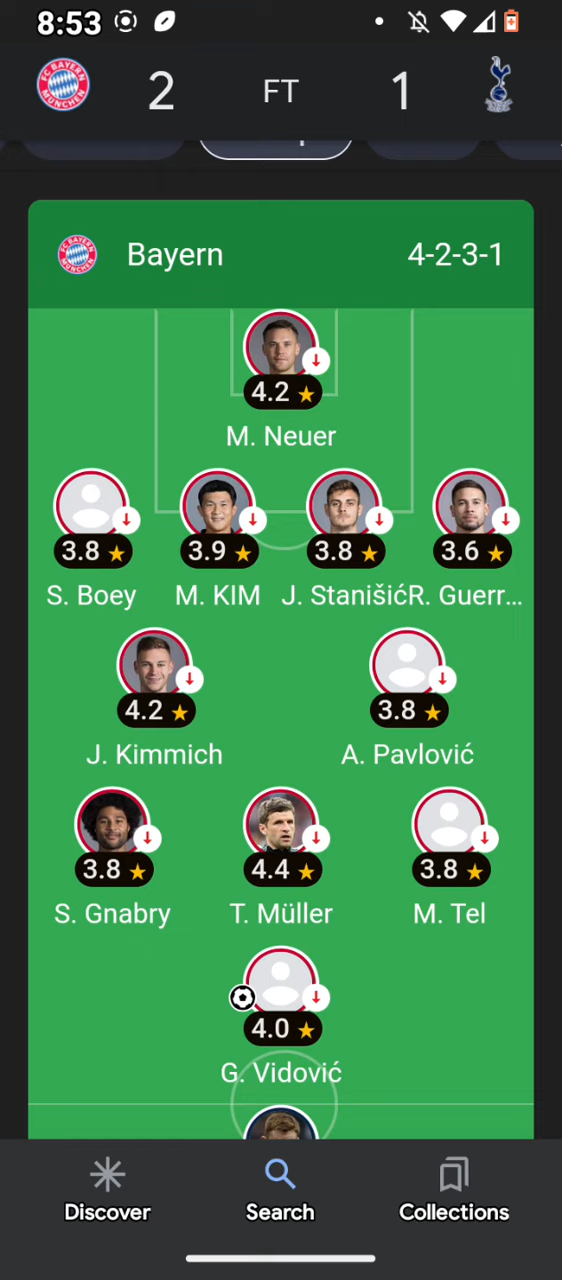 8:53
2 FT 1
Bayern 4-2-3-1
4.2
M. Neuer
3.8 3.9 3.8 3.6
S. Boey M. KIM J. Stanišić R. Guerr...
4.2 3.8
J. Kimmich A. Pavlović
3.8 4.4 3.8
S. Gnabry T. Müller M. Tel
4.0
G. Vidović
Discover Search Collections